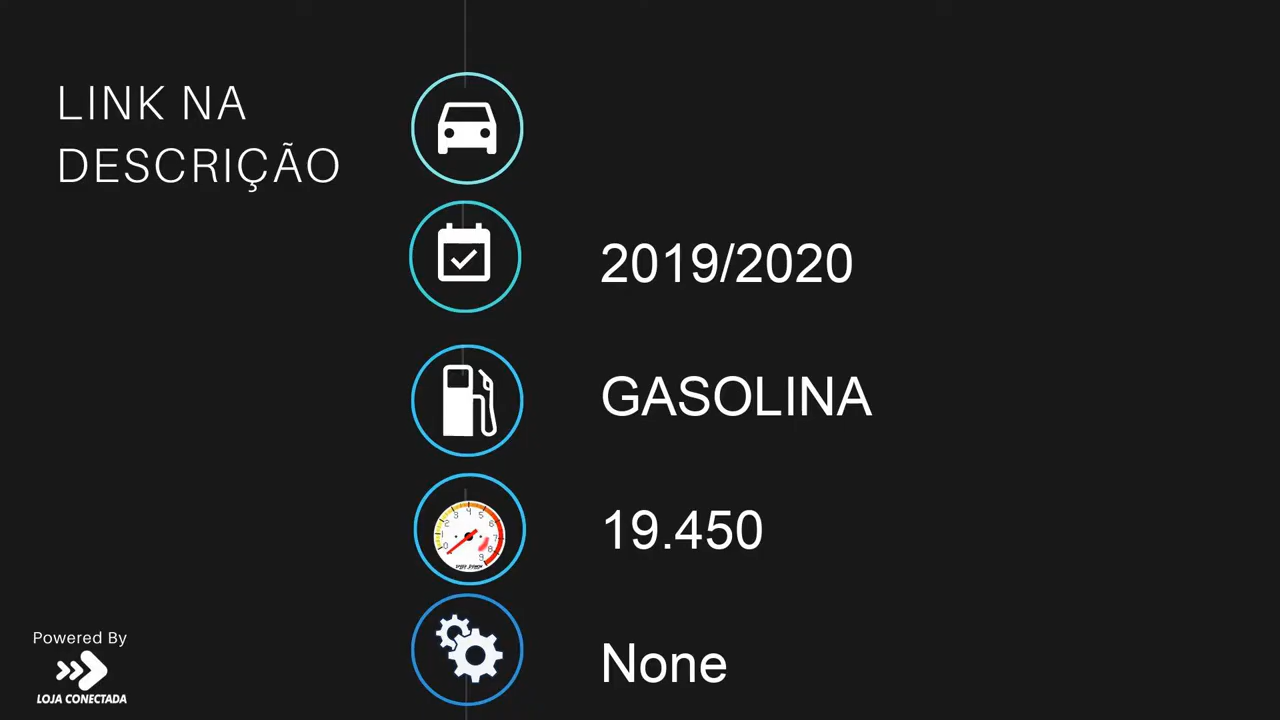 LINK NA
DESCRIÇÃO
2019/2020
GASOLINA
19.450
None
Powered By
LOJA CONECTADA